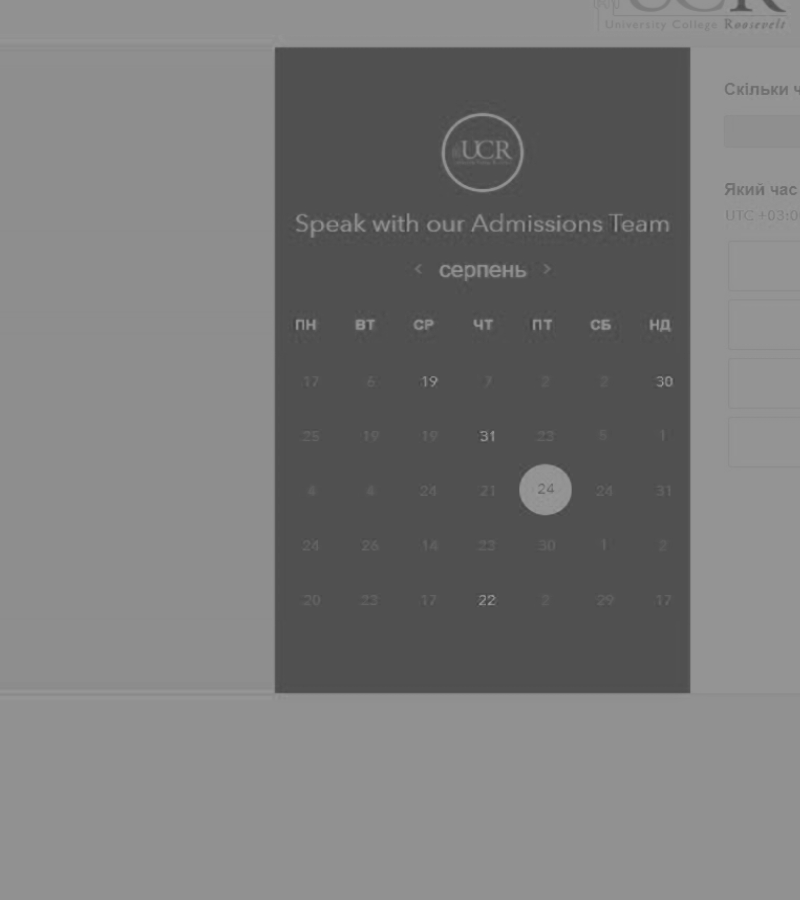 UCR
University College Roosevelt
UCR
Speak with our Admissions Team
< серпень >
ПН ВТ СР ЧТ ПТ СБ НД
17 6 19 7 2 2 30
25 19 19 31 23 5 1
4 4 24 21 24 24 31
24 26 14 23 30 1 2
20 23 17 22 2 29 17
Скільки
Який час
UTC +03:0